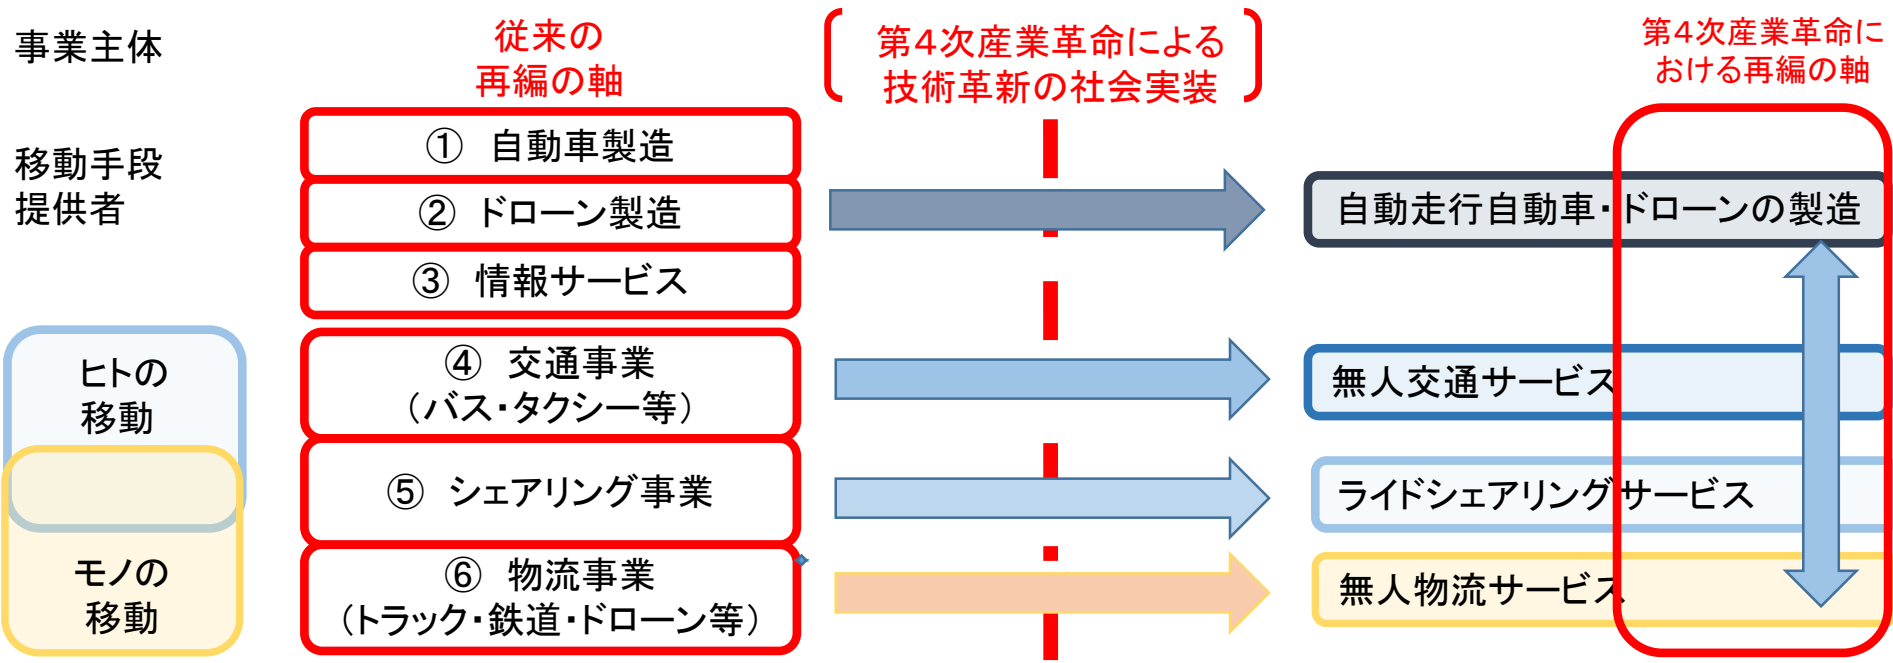 事業主体
従来の
再編の軸
第4次産業革命による
技術革新の社会実装
第4次産業革命に
おける再編の軸
移動手段
提供者
① 自動車製造
② ドローン製造
③ 情報サービス
自動走行自動車・ドローンの製造
ヒトの
移動
④ 交通事業
（バス・タクシー等）
無人交通サービス
⑤ シェアリング事業
ライドシェアリングサービス
モノの
移動
⑥ 物流事業
（トラック・鉄道・ドローン等）
無人物流サービス